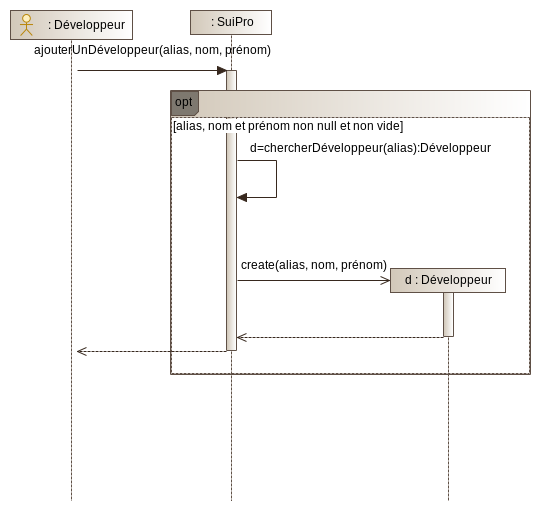 : Développeur
: SuiPro
ajouterUnDéveloppeur(alias, nom, prénom)
opt
[alias, nom et prénom non null et non vide]
d=chercherDéveloppeur(alias):Développeur
create(alias, nom, prénom)
d : Développeur